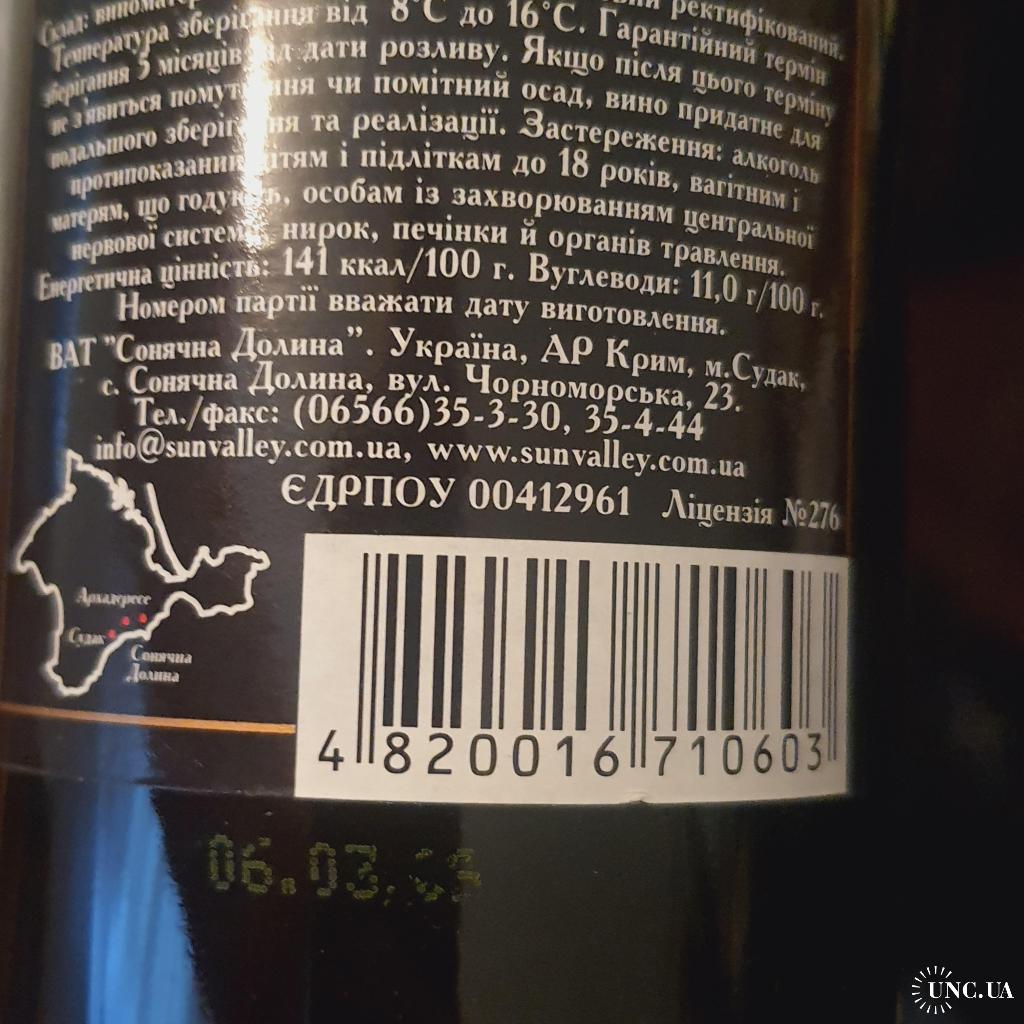 Склад: виноматер ректифікований.
Температура зберігання від 8°С до 16°С. Гарантійний термін
зберігання 5 місяців від дати розливу. Якщо після цього терміну
не з'явиться помутніння чи помітний осад, вино придатне для
подальшого зберігання та реалізації. Застереження: алкоголь
протипоказаний дітям і підліткам до 18 років, вагітним і
матерям, що годують, особам із захворюванням центральної
нервової системи, нирок, печінки й органів травлення.
Енергетична цінність: 141 ккал/100 г. Вуглеводи: 11,0 г/100 г.
Номером партії вважати дату виготовлення.
ВАТ "Сонячна Долина". Україна, АР Крим, м.Судак,
с. Сонячна Долина, вул. Чорноморська, 23.
Тел./факс: (06566)35-3-30, 35-4-44
info@sunvalley.com.ua, www.sunvalley.com.ua
ЄДРПОУ 00412961 Ліцензія №276
Архадерессе
Судак
Сонячна
Долина
4 820016 710603
06.03.
UNC.UA